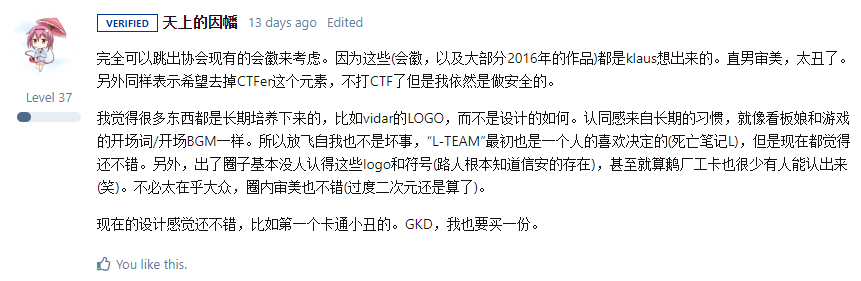 VERIFIED 天上的因幡 13 days ago Edited
Level 37
完全可以跳出协会现有的会徽来考虑。因为这些(会徽，以及大部分2016年的作品)都是klaus想出来的。直男审美，太丑了。
另外同样表示希望去掉CTFer这个元素，不打CTF了但是我依然是做安全的。
我觉得很多东西都是长期培养下来的，比如vidar的LOGO，而不是设计的如何。认同感来自长期的习惯，就像看板娘和游戏
的开场词/开场BGM一样。所以放飞自我也不是坏事，“L-TEAM”最初也是一个人的喜欢决定的(死亡笔记L)，但是现在都觉得
还不错。另外，出了圈子基本没人认得这些logo和符号(路人根本知道信安的存在)，甚至就算鹅厂工卡也很少有人能认出来
(笑)。不必太在乎大众，圈内审美也不错(过度二次元还是算了)。
现在的设计感觉还不错，比如第一个卡通小丑的。GKD，我也要买一份。
You like this.